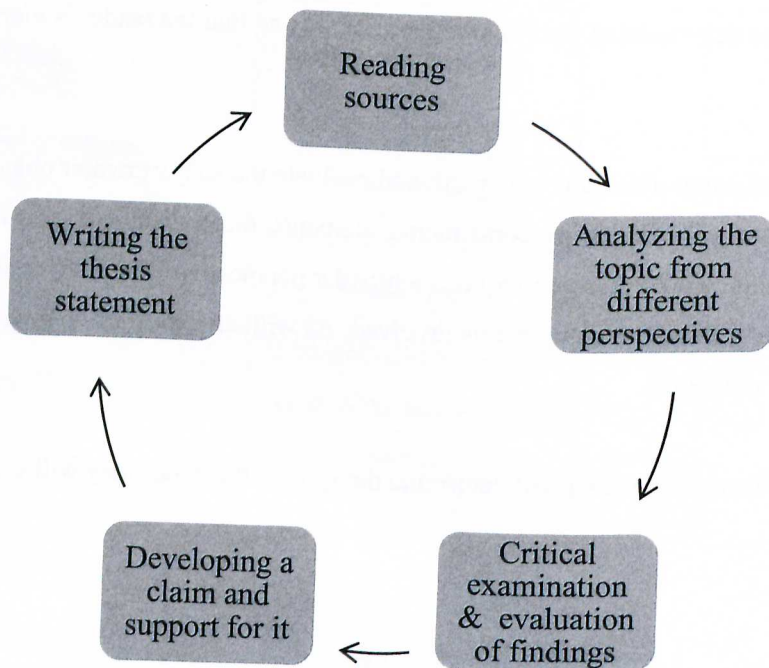 Reading
sources
Analyzing the
topic from
different
perspectives
Critical
examination
& evaluation
of findings
Developing a
claim and
support for it
Writing the
thesis
statement